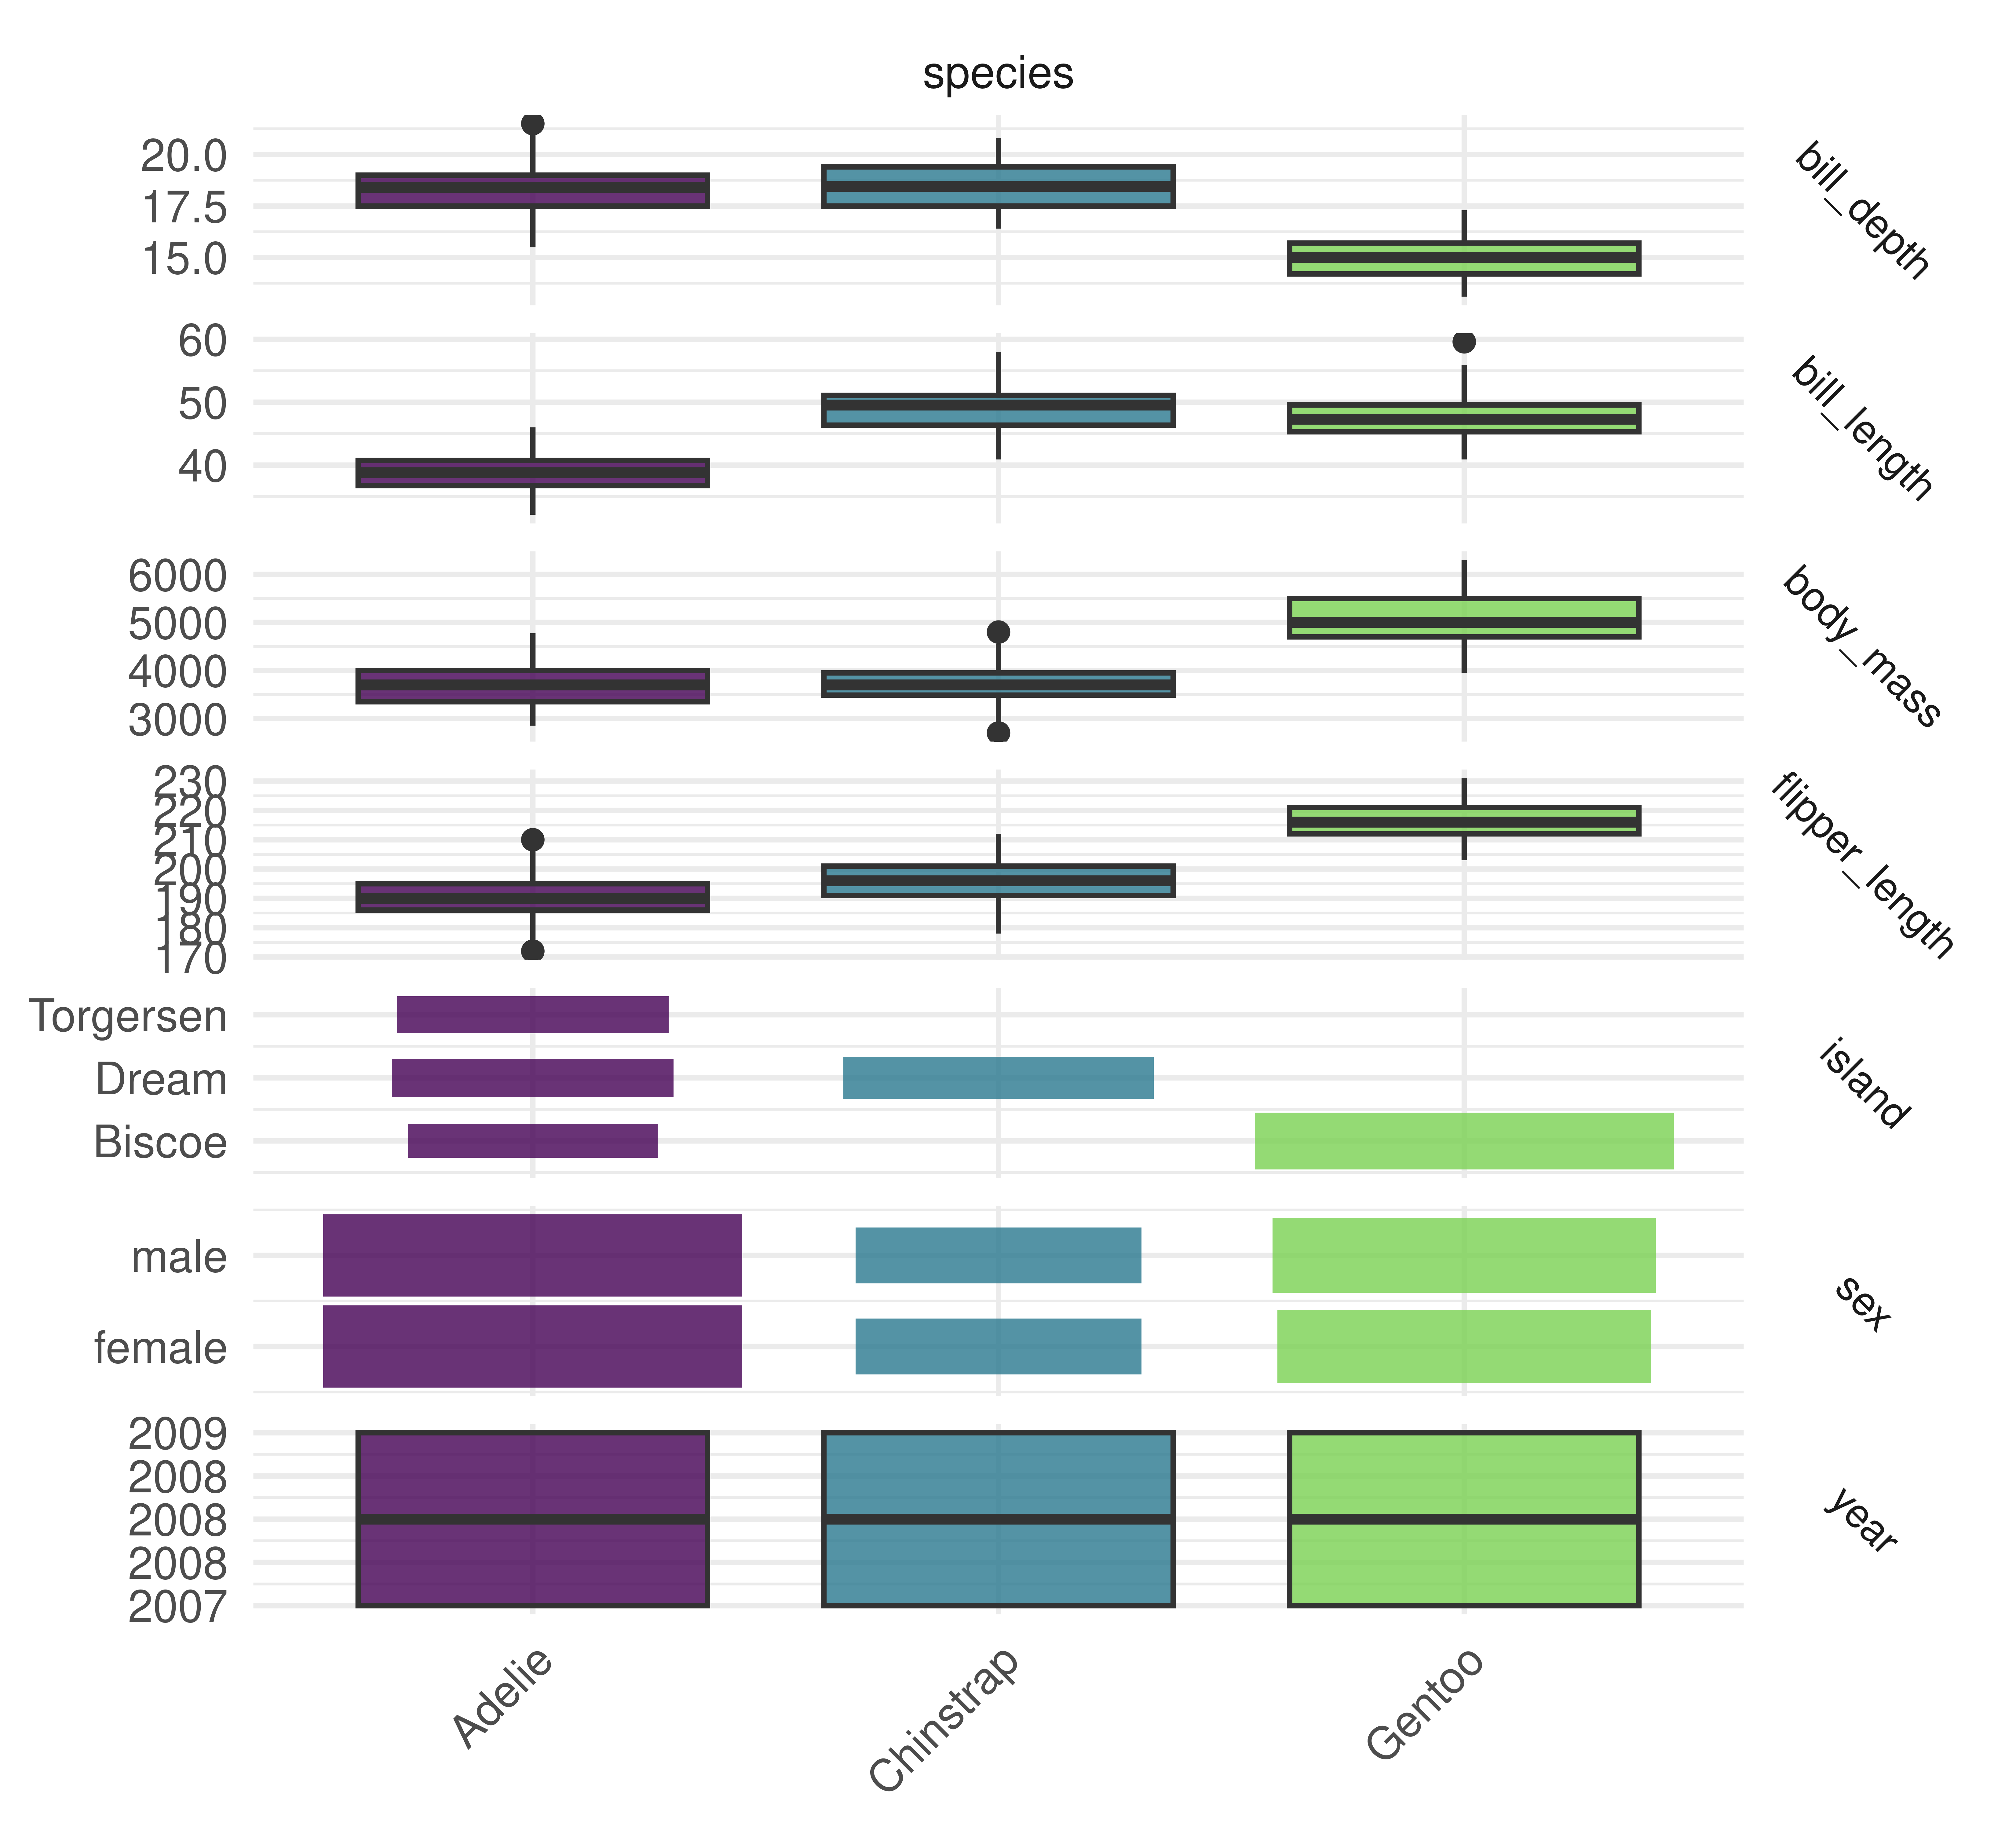 species
20.0
17.5
15.0
bill_depth
60
50
40
bill_length
6000
5000
4000
3000
body_mass
230
220
210
200
190
180
170
flipper_length
Torgersen
Dream
Biscoe
island
male
female
sex
2009
2008
2008
2008
2007
year
Adelie
Chinstrap
Gentoo